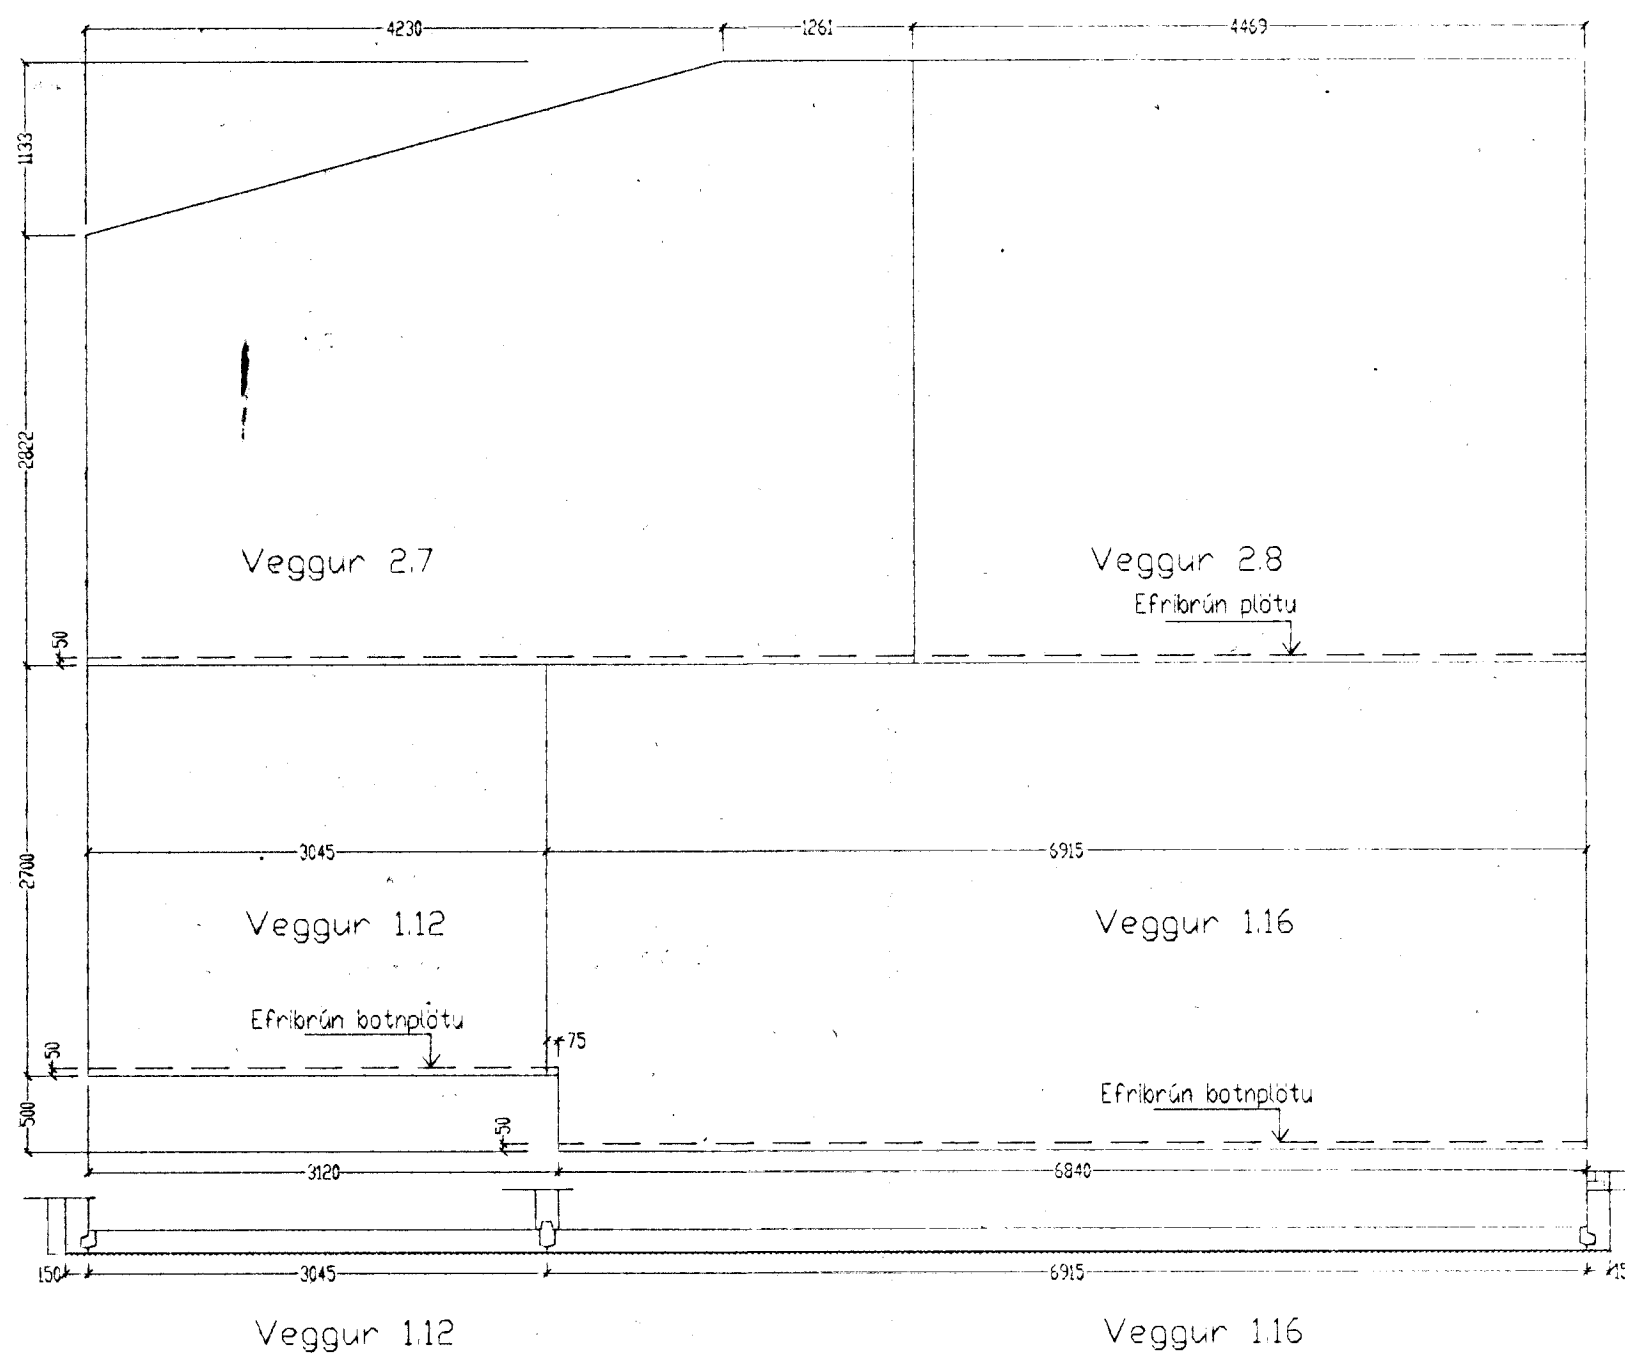 4230
1261
4469
1133
2822
Veggur 2.7
Veggur 2.8
Efribrún plötu
50
2700
3045
6915
Veggur 1.12
Veggur 1.16
Efribrún botnplötu
75
50
Efribrún botnplötu
500
50
3120
6840
150
3045
6915
Veggur 1.12
Veggur 1.16